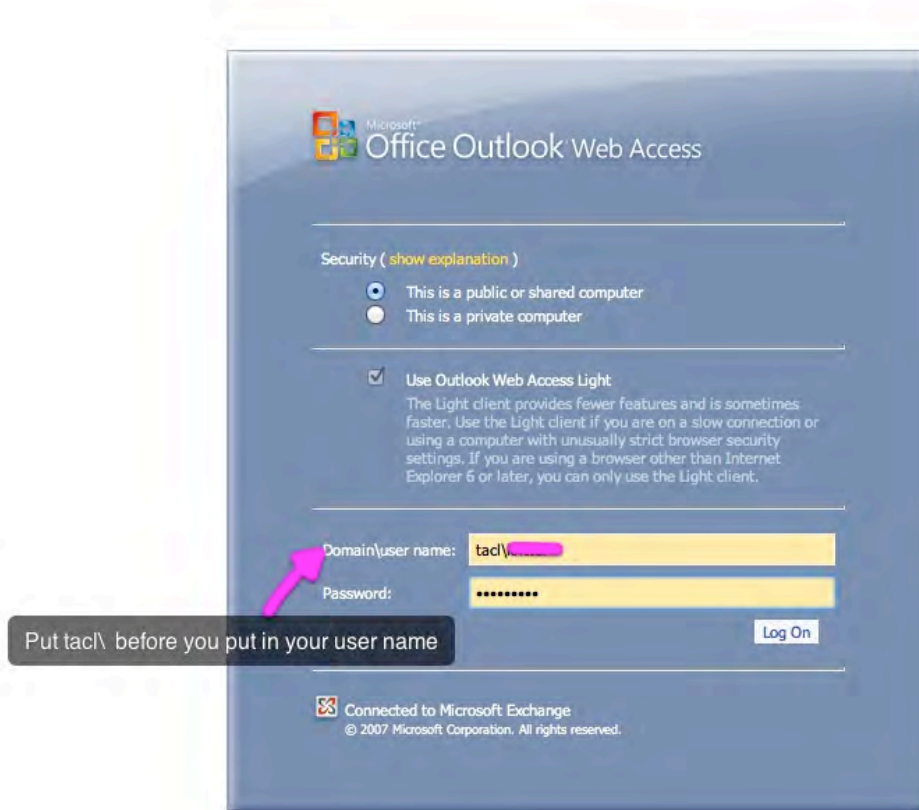 Microsoft®
Office Outlook Web Access
Security ( show explanation )
This is a public or shared computer
This is a private computer
Use Outlook Web Access Light
The Light client provides fewer features and is sometimes
faster. Use the Light client if you are on a slow connection or
using a computer with unusually strict browser security
settings. If you are using a browser other than Internet
Explorer 6 or later, you can only use the Light client.
Domain\user name: tacl\
Password: •••••••••
Put tacl\ before you put in your user name
Log On
Connected to Microsoft Exchange
© 2007 Microsoft Corporation. All rights reserved.